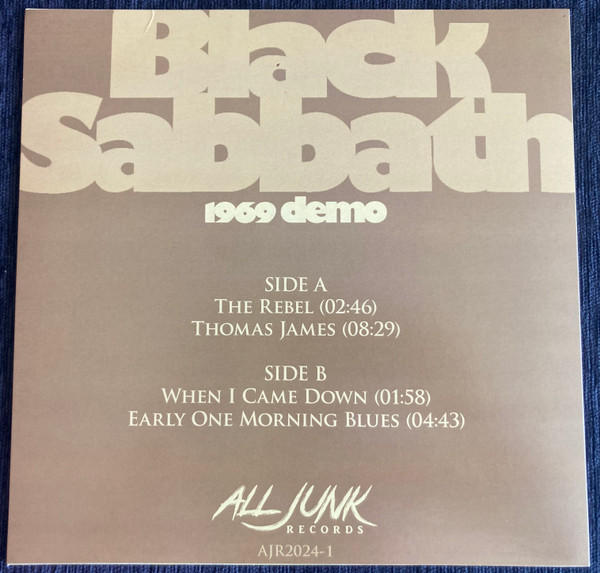 Black
Sabbath
1969 demo
SIDE A
THE REBEL (02:46)
THOMAS JAMES (08:29)
SIDE B
WHEN I CAME DOWN (01:58)
EARLY ONE MORNING BLUES (04:43)
ALL JUNK
RECORDS
AJR2024-1